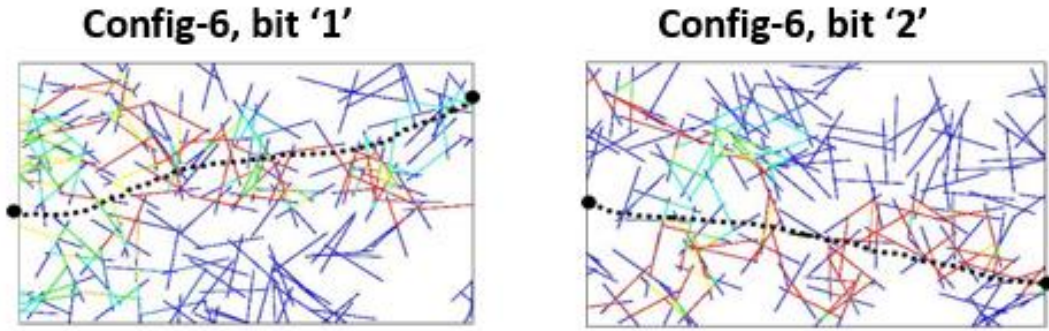 Config-6, bit ‘1’
Config-6, bit ‘2’